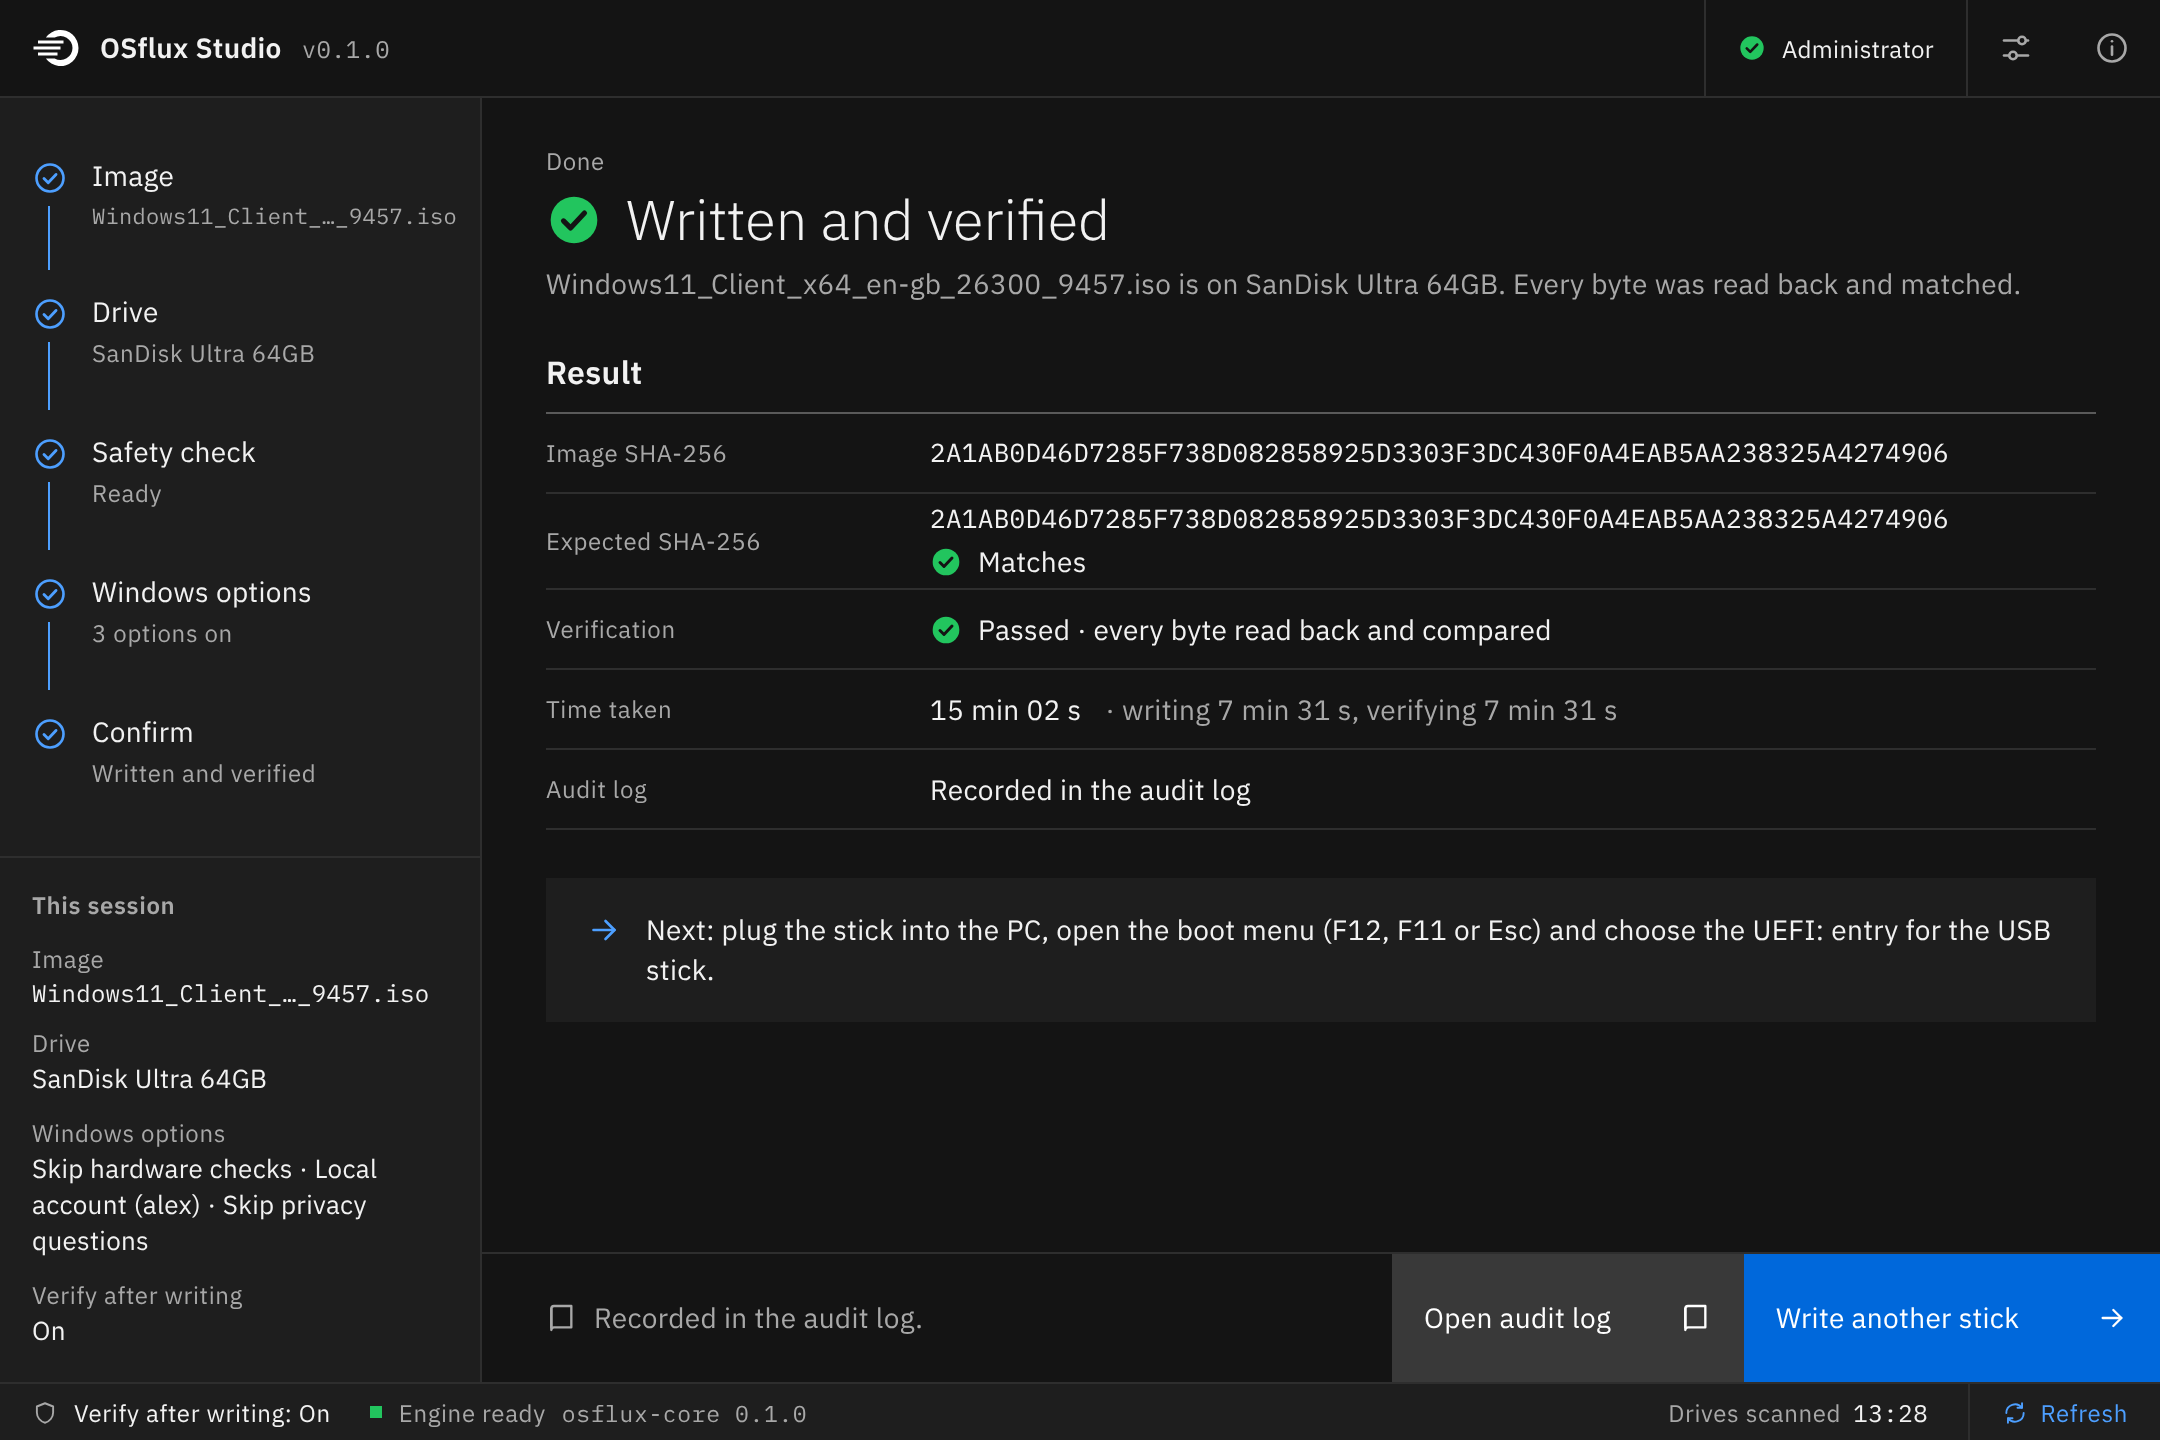 OSflux Studio v0.1.0
Administrator
Image
Windows11_Client_…_9457.iso
Drive
SanDisk Ultra 64GB
Safety check
Ready
Windows options
3 options on
Confirm
Written and verified
This session
Image
Windows11_Client_…_9457.iso
Drive
SanDisk Ultra 64GB
Windows options
Skip hardware checks · Local
account (alex) · Skip privacy
questions
Verify after writing
On
Done
Written and verified
Windows11_Client_x64_en-gb_26300_9457.iso is on SanDisk Ultra 64GB. Every byte was read back and matched.
Result
Image SHA-256 2A1AB0D46D7285F738D082858925D3303F3DC430F0A4EAB5AA238325A4274906
Expected SHA-256 2A1AB0D46D7285F738D082858925D3303F3DC430F0A4EAB5AA238325A4274906
Matches
Verification Passed · every byte read back and compared
Time taken 15 min 02 s · writing 7 min 31 s, verifying 7 min 31 s
Audit log Recorded in the audit log
Next: plug the stick into the PC, open the boot menu (F12, F11 or Esc) and choose the UEFI: entry for the USB
stick.
Recorded in the audit log.
Open audit log
Write another stick
Verify after writing: On
Engine ready osflux-core 0.1.0
Drives scanned 13:28
Refresh